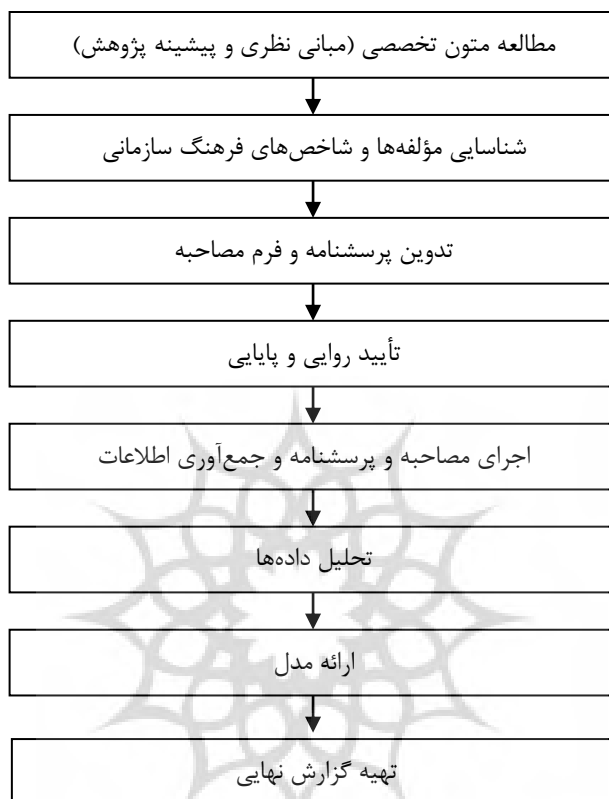 مطالعه متون تخصصی (مبانی نظری و پیشینه پژوهش)
شناسایی مؤلفه‌ها و شاخص‌های فرهنگ سازمانی
تدوین پرسشنامه و فرم مصاحبه
تأیید روایی و پایایی
اجرای مصاحبه و پرسشنامه و جمع‌آوری اطلاعات
تحلیل داده‌ها
ارائه مدل
تهیه گزارش نهایی